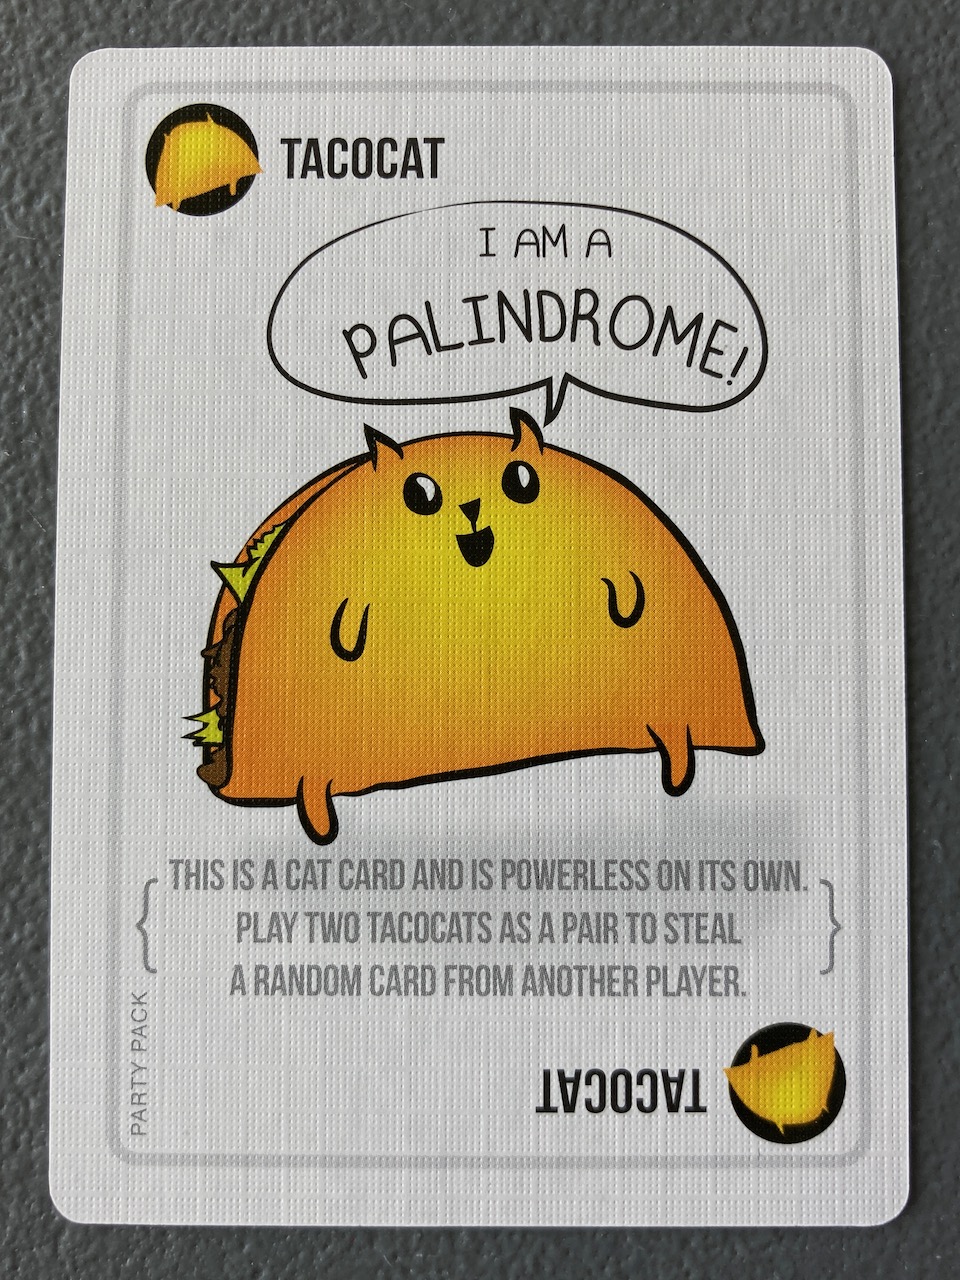 TACOCAT
I AM A
PALINDROME!
THIS IS A CAT CARD AND IS POWERLESS ON ITS OWN.
PLAY TWO TACOCATS AS A PAIR TO STEAL
A RANDOM CARD FROM ANOTHER PLAYER.
PARTY PACK
TACOCAT